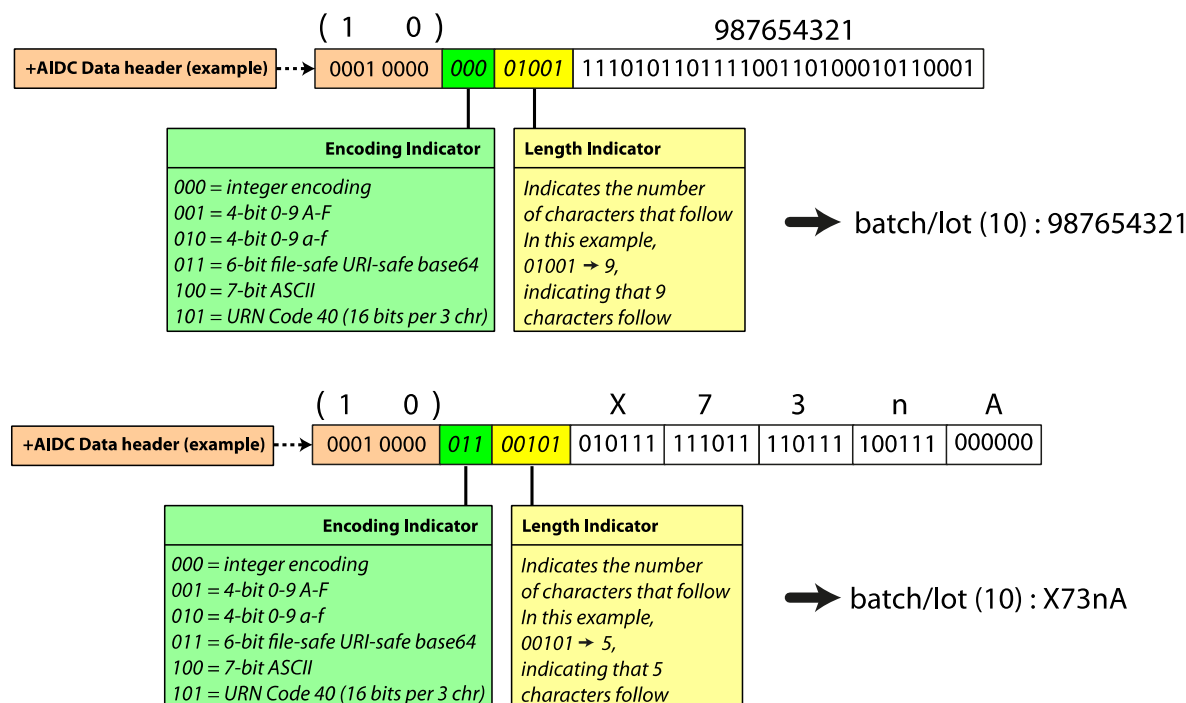 ( 1 0 ) 987654321
+AIDC Data header (example) 0001 0000 000 01001 111010110111100110100010110001
Encoding Indicator
000 = integer encoding
001 = 4-bit 0-9 A-F
010 = 4-bit 0-9 a-f
011 = 6-bit file-safe URI-safe base64
100 = 7-bit ASCII
101 = URN Code 40 (16 bits per 3 chr)
Length Indicator
Indicates the number
of characters that follow
In this example,
01001 → 9,
indicating that 9
characters follow
batch/lot (10) : 987654321
( 1 0 ) X 7 3 n A
+AIDC Data header (example) 0001 0000 011 00101 010111 111011 110111 100111 000000
Encoding Indicator
000 = integer encoding
001 = 4-bit 0-9 A-F
010 = 4-bit 0-9 a-f
011 = 6-bit file-safe URI-safe base64
100 = 7-bit ASCII
101 = URN Code 40 (16 bits per 3 chr)
Length Indicator
Indicates the number
of characters that follow
In this example,
00101 → 5,
indicating that 5
characters follow
batch/lot (10) : X73nA